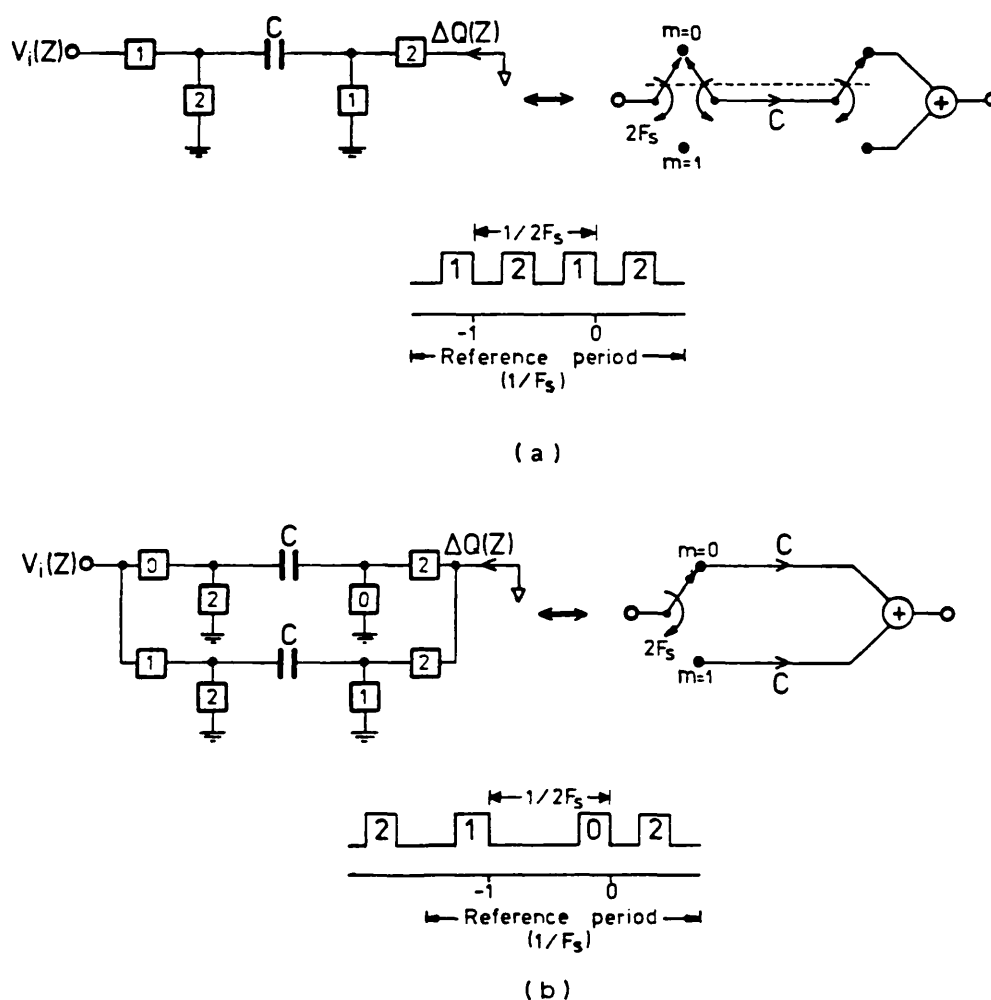 C
Vi(Z) 1 2 ΔQ(Z)
2 1
m=0
2Fs C +
m=1
1/2Fs
1 2 1 2
-1 0
Reference period
(1/Fs)
(a)
C
Vi(Z) 0 2 ΔQ(Z)
2 0
C
1 2
2 1
m=0 C
2Fs +
m=1 C
1/2Fs
2 1 0 2
-1 0
Reference period
(1/Fs)
(b)